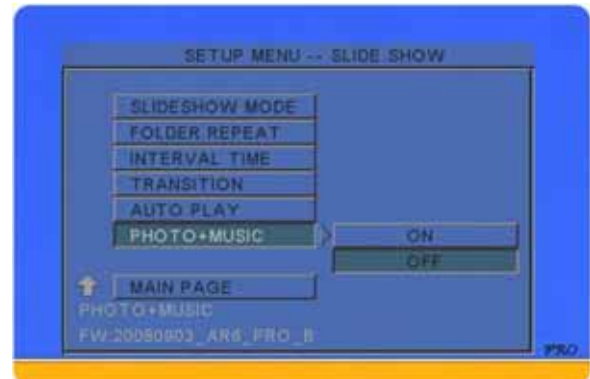 SETUP MENU -- SLIDE SHOW
SLIDESHOW MODE
FOLDER REPEAT
INTERVAL TIME
TRANSITION
AUTO PLAY
PHOTO+MUSIC
ON
OFF
MAIN PAGE
PHOTO+MUSIC
FW:20080903_AR6_PRO_B
PRO